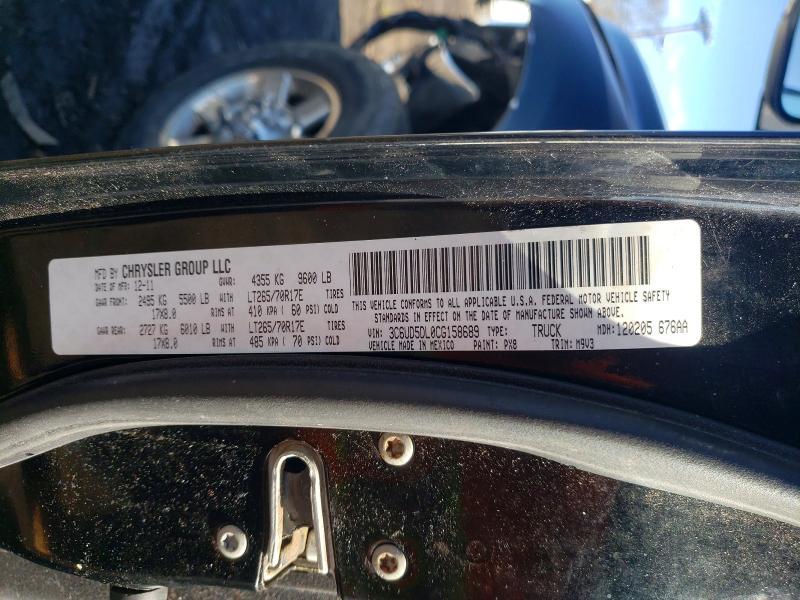 MFD BY CHRYSLER GROUP LLC
DATE OF MFR: 12-11 GVWR: 4355 KG 9600 LB
GAWR FRONT: 2495 KG 5500 LB WITH LT265/70R17E TIRES
17X8.0 RIMS AT 410 KPA ( 60 PSI) COLD
GAWR REAR: 2727 KG 6010 LB WITH LT265/70R17E TIRES
17X8.0 RIMS AT 485 KPA ( 70 PSI) COLD
THIS VEHICLE CONFORMS TO ALL APPLICABLE U.S.A. FEDERAL MOTOR VEHICLE SAFETY
STANDARDS IN EFFECT ON THE DATE OF MANUFACTURE SHOWN ABOVE.
VIN: 3C6UD5DL0CG158689 TYPE: TRUCK MDH: 120205 676AA
VEHICLE MADE IN MEXICO PAINT: PX8 TRIM: M9V3